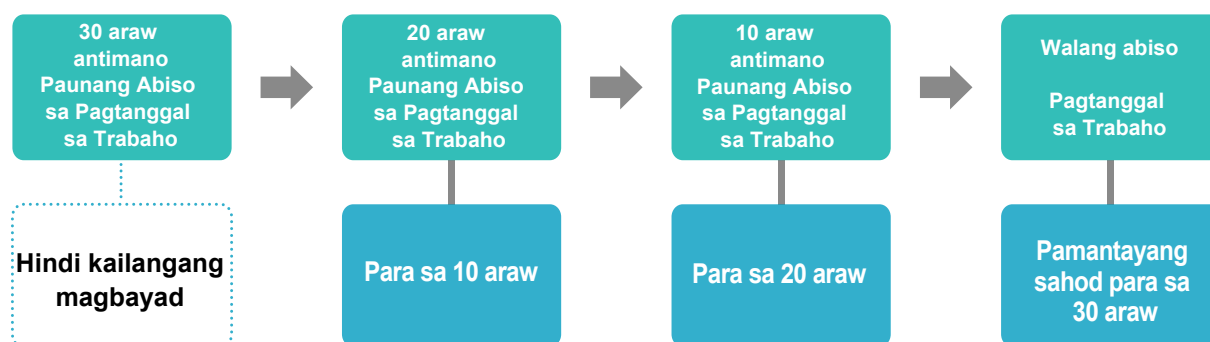 30 araw
antimano
Paunang Abiso
sa Pagtanggal
sa Trabaho
20 araw
antimano
Paunang Abiso
sa Pagtanggal
sa Trabaho
10 araw
antimano
Paunang Abiso
sa Pagtanggal
sa Trabaho
Walang abiso
Pagtanggal
sa Trabaho
Hindi kailangang
magbayad
Para sa 10 araw
Para sa 20 araw
Pamantayang
sahod para sa
30 araw